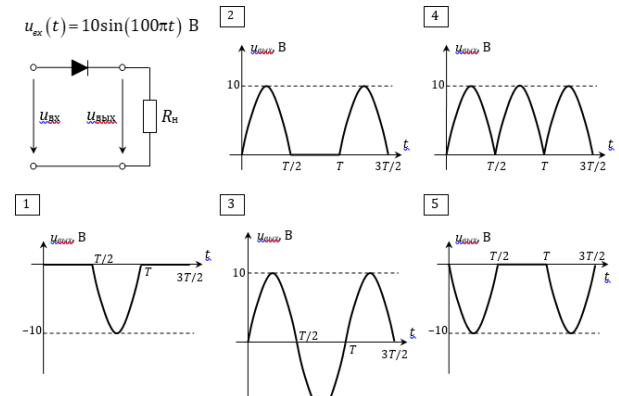 u_вх(t)=10sin(100πt) В
u_вх
u_вых
R_н
2
u_вых, В
10
t
T/2
T
3T/2
4
u_вых, В
10
t
T/2
T
3T/2
1
u_вых, В
T/2
t
T
3T/2
−10
3
u_вых, В
10
t
T/2
T
3T/2
5
u_вых, В
T/2
T
3T/2
t
−10